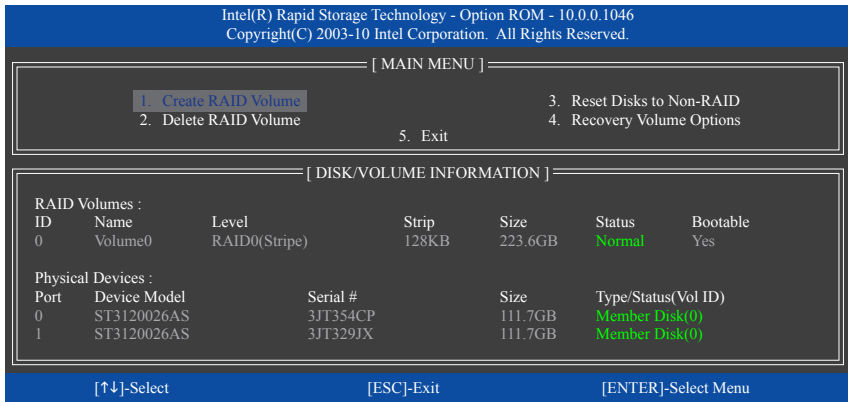 Intel(R) Rapid Storage Technology - Option ROM - 10.0.0.1046
Copyright(C) 2003-10 Intel Corporation.  All Rights Reserved.
[ MAIN MENU ]
1.  Create RAID Volume 3.  Reset Disks to Non-RAID
2.  Delete RAID Volume 4.  Recovery Volume Options
5.  Exit
[ DISK/VOLUME INFORMATION ]
RAID Volumes :
ID Name Level Strip Size Status Bootable
0 Volume0 RAID0(Stripe) 128KB 223.6GB Normal Yes
Physical Devices :
Port Device Model Serial # Size Type/Status(Vol ID)
0 ST3120026AS 3JT354CP 111.7GB Member Disk(0)
1 ST3120026AS 3JT329JX 111.7GB Member Disk(0)
[↑↓]-Select [ESC]-Exit [ENTER]-Select Menu